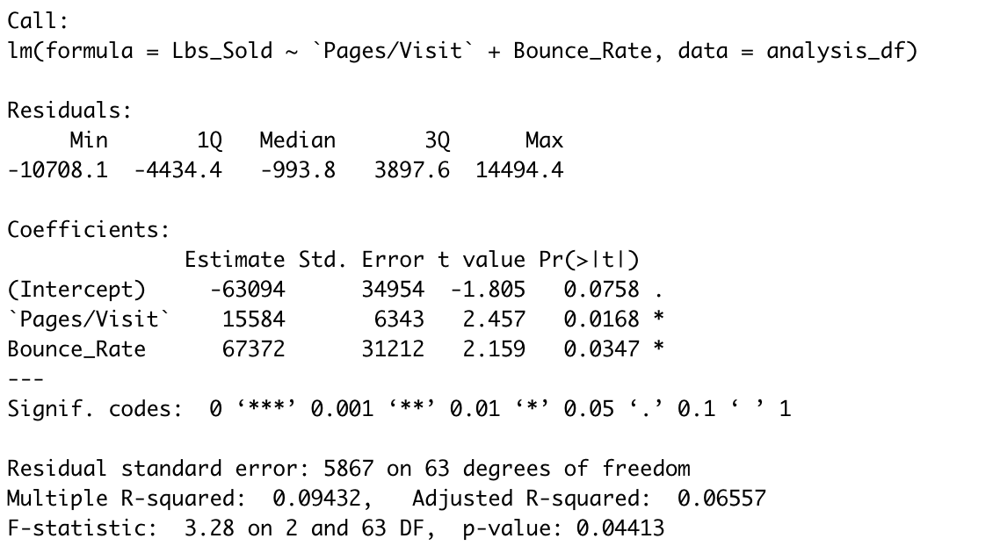 Call:
lm(formula = Lbs_Sold ~ `Pages/Visit` + Bounce_Rate, data = analysis_df)
Residuals:
     Min       1Q   Median       3Q      Max
-10708.1  -4434.4   -993.8   3897.6  14494.4
Coefficients:
              Estimate Std. Error t value Pr(>|t|)
(Intercept)     -63094      34954  -1.805   0.0758 .
`Pages/Visit`    15584       6343   2.457   0.0168 *
Bounce_Rate      67372      31212   2.159   0.0347 *
---
Signif. codes:  0 ‘***’ 0.001 ‘**’ 0.01 ‘*’ 0.05 ‘.’ 0.1 ‘ ’ 1
Residual standard error: 5867 on 63 degrees of freedom
Multiple R-squared:  0.09432,   Adjusted R-squared:  0.06557
F-statistic:  3.28 on 2 and 63 DF,  p-value: 0.04413